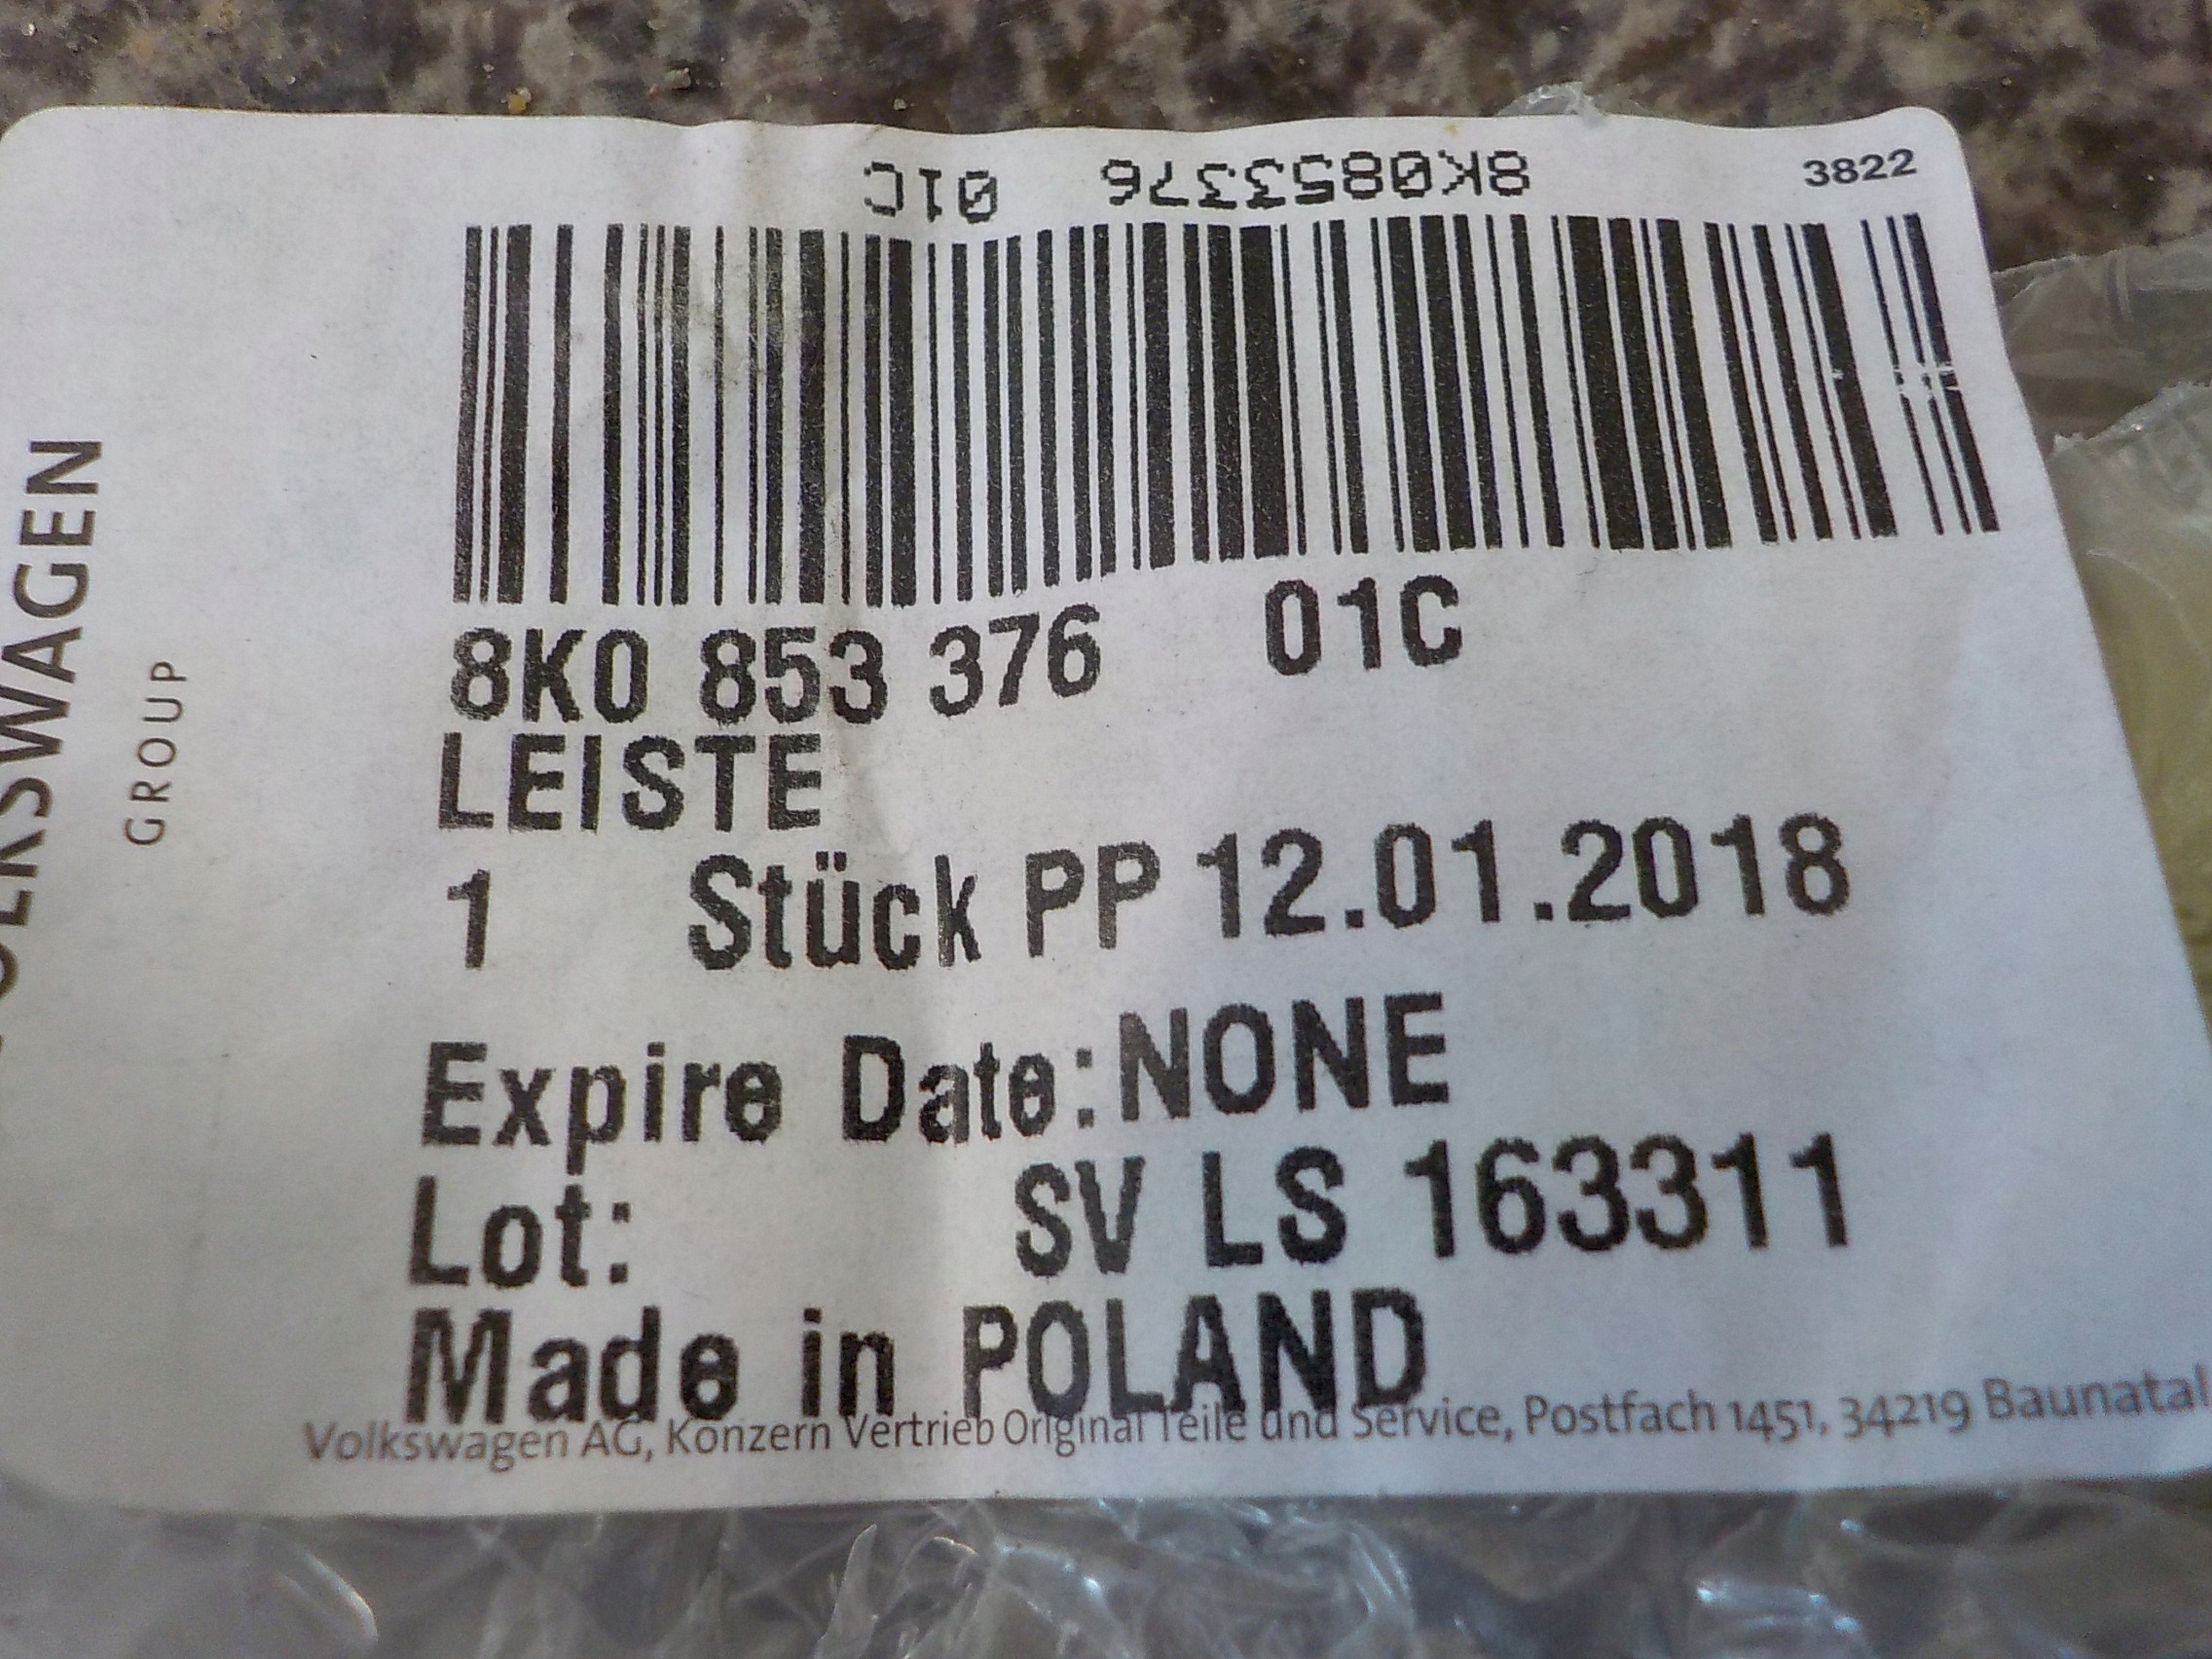 3822
8K0853376 01C
8K0 853 376 01C
LEISTE
1 Stück PP 12.01.2018
Expire Date:NONE
Lot: SV LS 163311
Made in POLAND
Volkswagen AG, Konzern Vertrieb Original Teile und Service, Postfach 1451, 34219 Baunatal
VOLKSWAGEN
GROUP